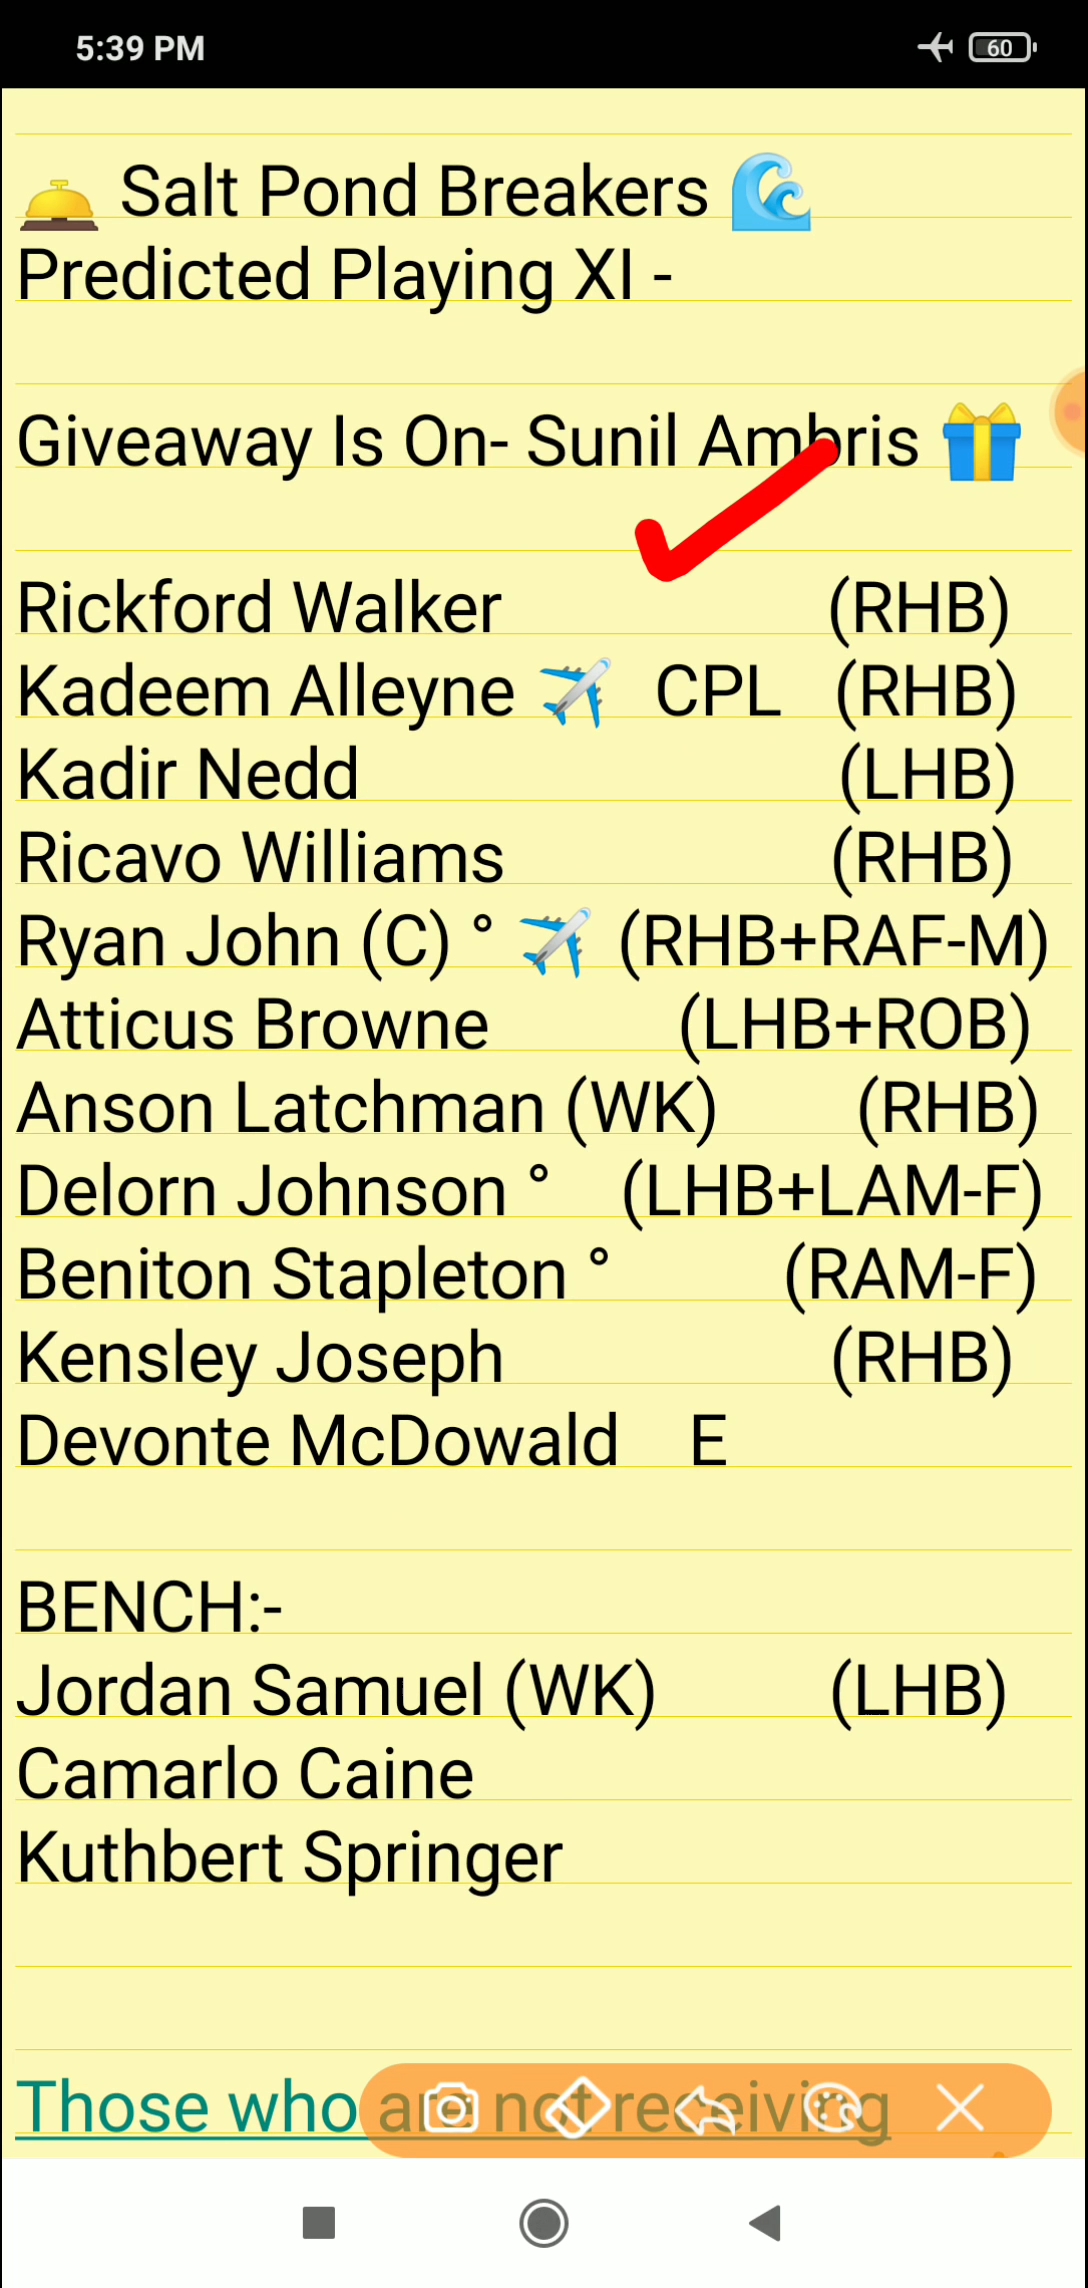 5:39 PM
60
🛎️ Salt Pond Breakers 🌊
Predicted Playing XI -
Giveaway Is On- Sunil Ambris 🎁
Rickford Walker (RHB)
Kadeem Alleyne ✈️ CPL (RHB)
Kadir Nedd (LHB)
Ricavo Williams (RHB)
Ryan John (C) ° ✈️ (RHB+RAF-M)
Atticus Browne (LHB+ROB)
Anson Latchman (WK) (RHB)
Delorn Johnson ° (LHB+LAM-F)
Beniton Stapleton ° (RAM-F)
Kensley Joseph (RHB)
Devonte McDowald E
BENCH:-
Jordan Samuel (WK) (LHB)
Camarlo Caine
Kuthbert Springer
Those who are not receiving